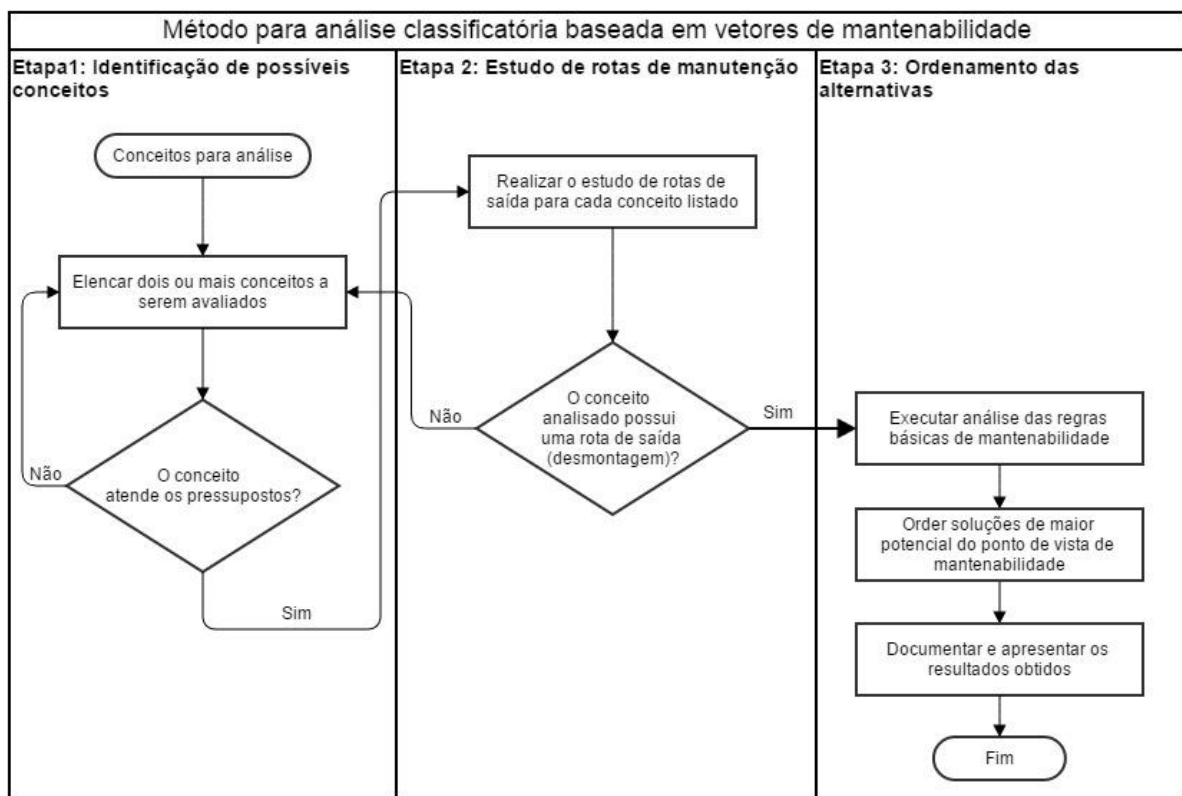 Método para análise classificatória baseada em vetores de mantenabilidade
Etapa1: Identificação de possíveis
conceitos
Conceitos para análise
Elencar dois ou mais conceitos a
serem avaliados
Não
O conceito
atende os pressupostos?
Sim
Etapa 2: Estudo de rotas de manutenção
Realizar o estudo de rotas de
saída para cada conceito listado
Não
O conceito
analisado possui
uma rota de saída
(desmontagem)?
Sim
Etapa 3: Ordenamento das
alternativas
Executar análise das regras
básicas de mantenabilidade
Order soluções de maior
potencial do ponto de vista de
mantenabilidade
Documentar e apresentar os
resultados obtidos
Fim